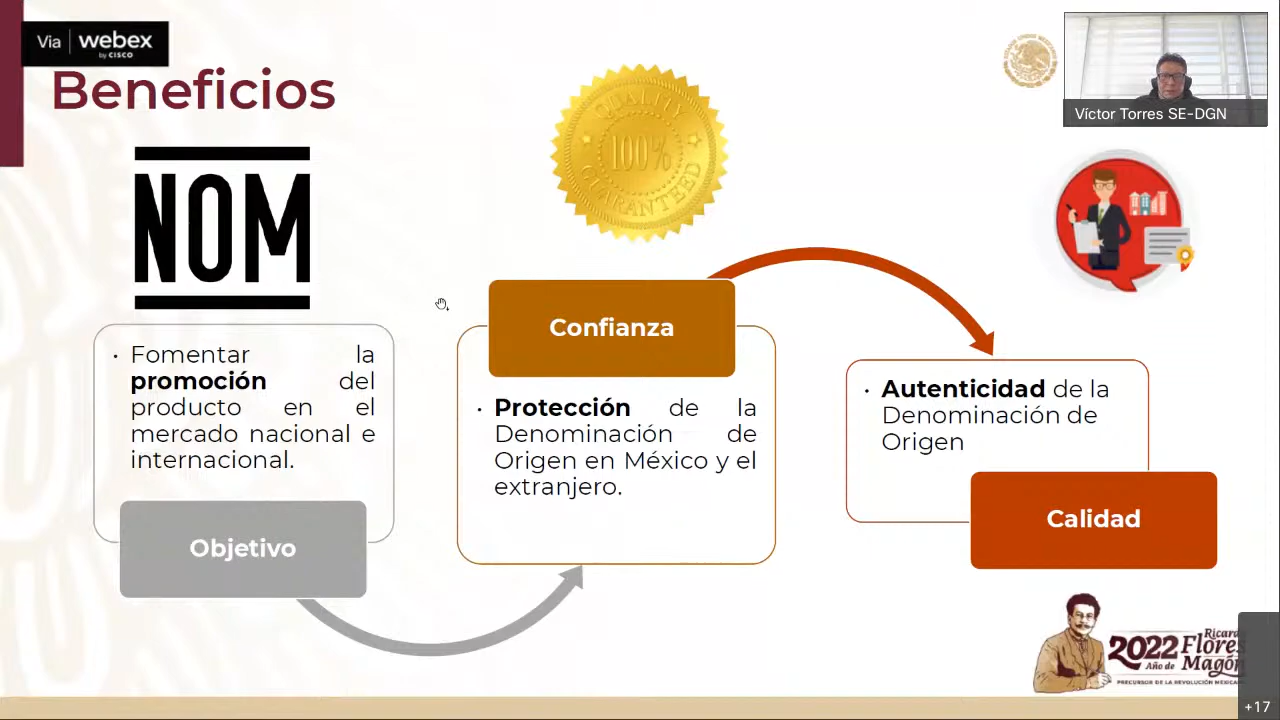 Via webex
by CISCO
Beneficios
Víctor Torres SE-DGN
NOM
QUALITY
100%
GUARANTEED
• Fomentar la
promoción del
producto en el
mercado nacional e
internacional.
Objetivo
Confianza
• Protección de la
Denominación de
Origen en México y el
extranjero.
• Autenticidad de la
Denominación de
Origen
Calidad
2022 Ricardo
Año de Flores
Magón
PRECURSOR DE LA REVOLUCIÓN MEXICANA
+17